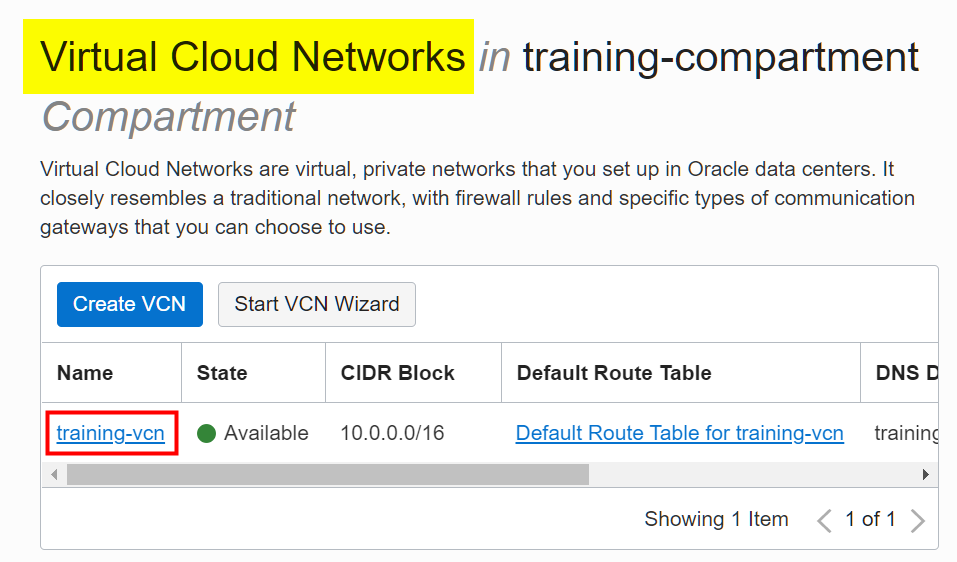 Virtual Cloud Networks in training-compartment
Compartment
Virtual Cloud Networks are virtual, private networks that you set up in Oracle data centers. It
closely resembles a traditional network, with firewall rules and specific types of communication
gateways that you can choose to use.
Create VCN Start VCN Wizard
Name State CIDR Block Default Route Table DNS D
training-vcn Available 10.0.0.0/16 Default Route Table for training-vcn training
Showing 1 Item 1 of 1